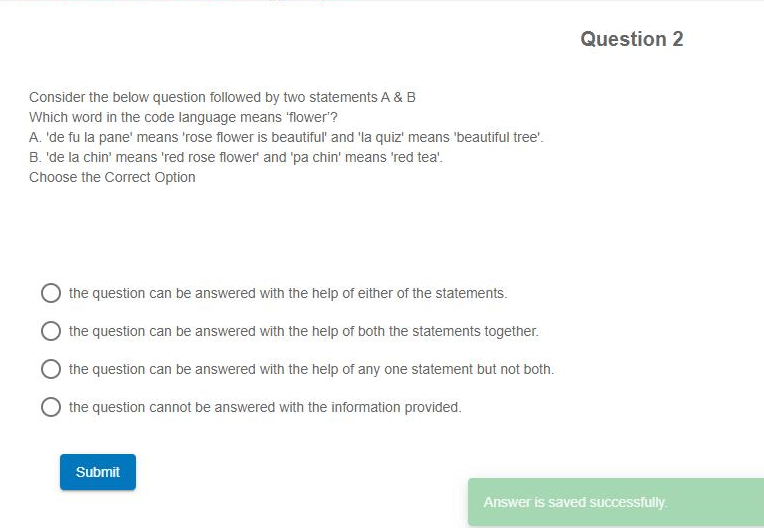 Question 2
Consider the below question followed by two statements A & B
Which word in the code language means ‘flower’?
A. 'de fu la pane' means 'rose flower is beautiful' and 'la quiz' means 'beautiful tree'.
B. 'de la chin' means 'red rose flower' and 'pa chin' means 'red tea'.
Choose the Correct Option
the question can be answered with the help of either of the statements.
the question can be answered with the help of both the statements together.
the question can be answered with the help of any one statement but not both.
the question cannot be answered with the information provided.
Submit
Answer is saved successfully.